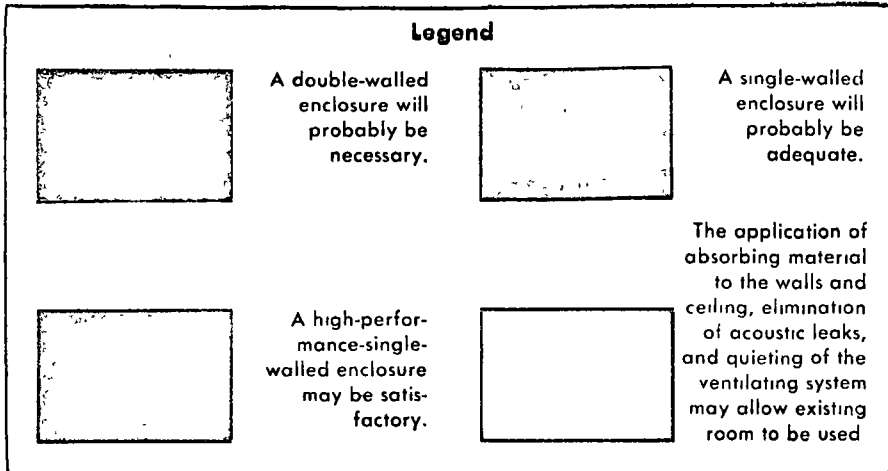 Legend
A double-walled
enclosure will
probably be
necessary.
A single-walled
enclosure will
probably be
adequate.
A high-perfor-
mance-single-
walled enclosure
may be satis-
factory.
The application of
absorbing material
to the walls and
ceiling, elimination
of acoustic leaks,
and quieting of the
ventilating system
may allow existing
room to be used